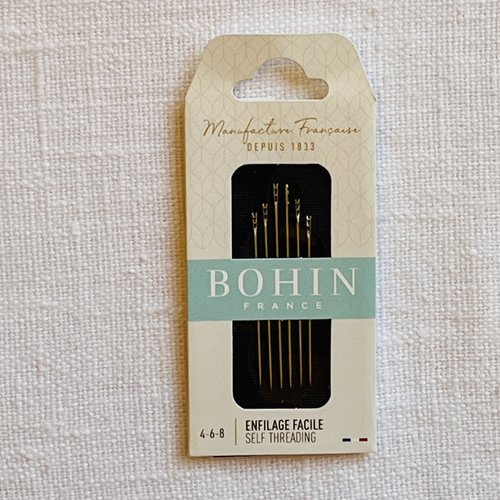 Manufacture Française
DEPUIS 1833
BOHIN
FRANCE
4-6-8
ENFILAGE FACILE
SELF THREADING